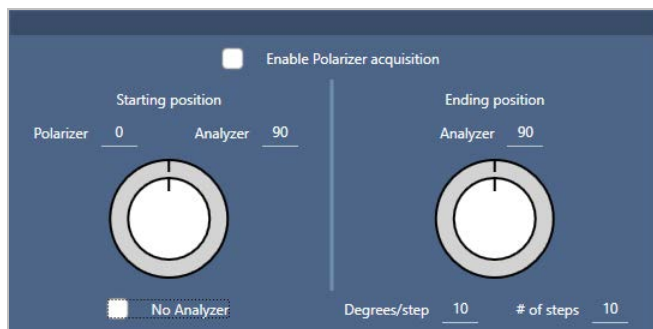 Enable Polarizer acquisition
Starting position
Polarizer 0 Analyzer 90
No Analyzer
Ending position
Analyzer 90
Degrees/step 10 # of steps 10